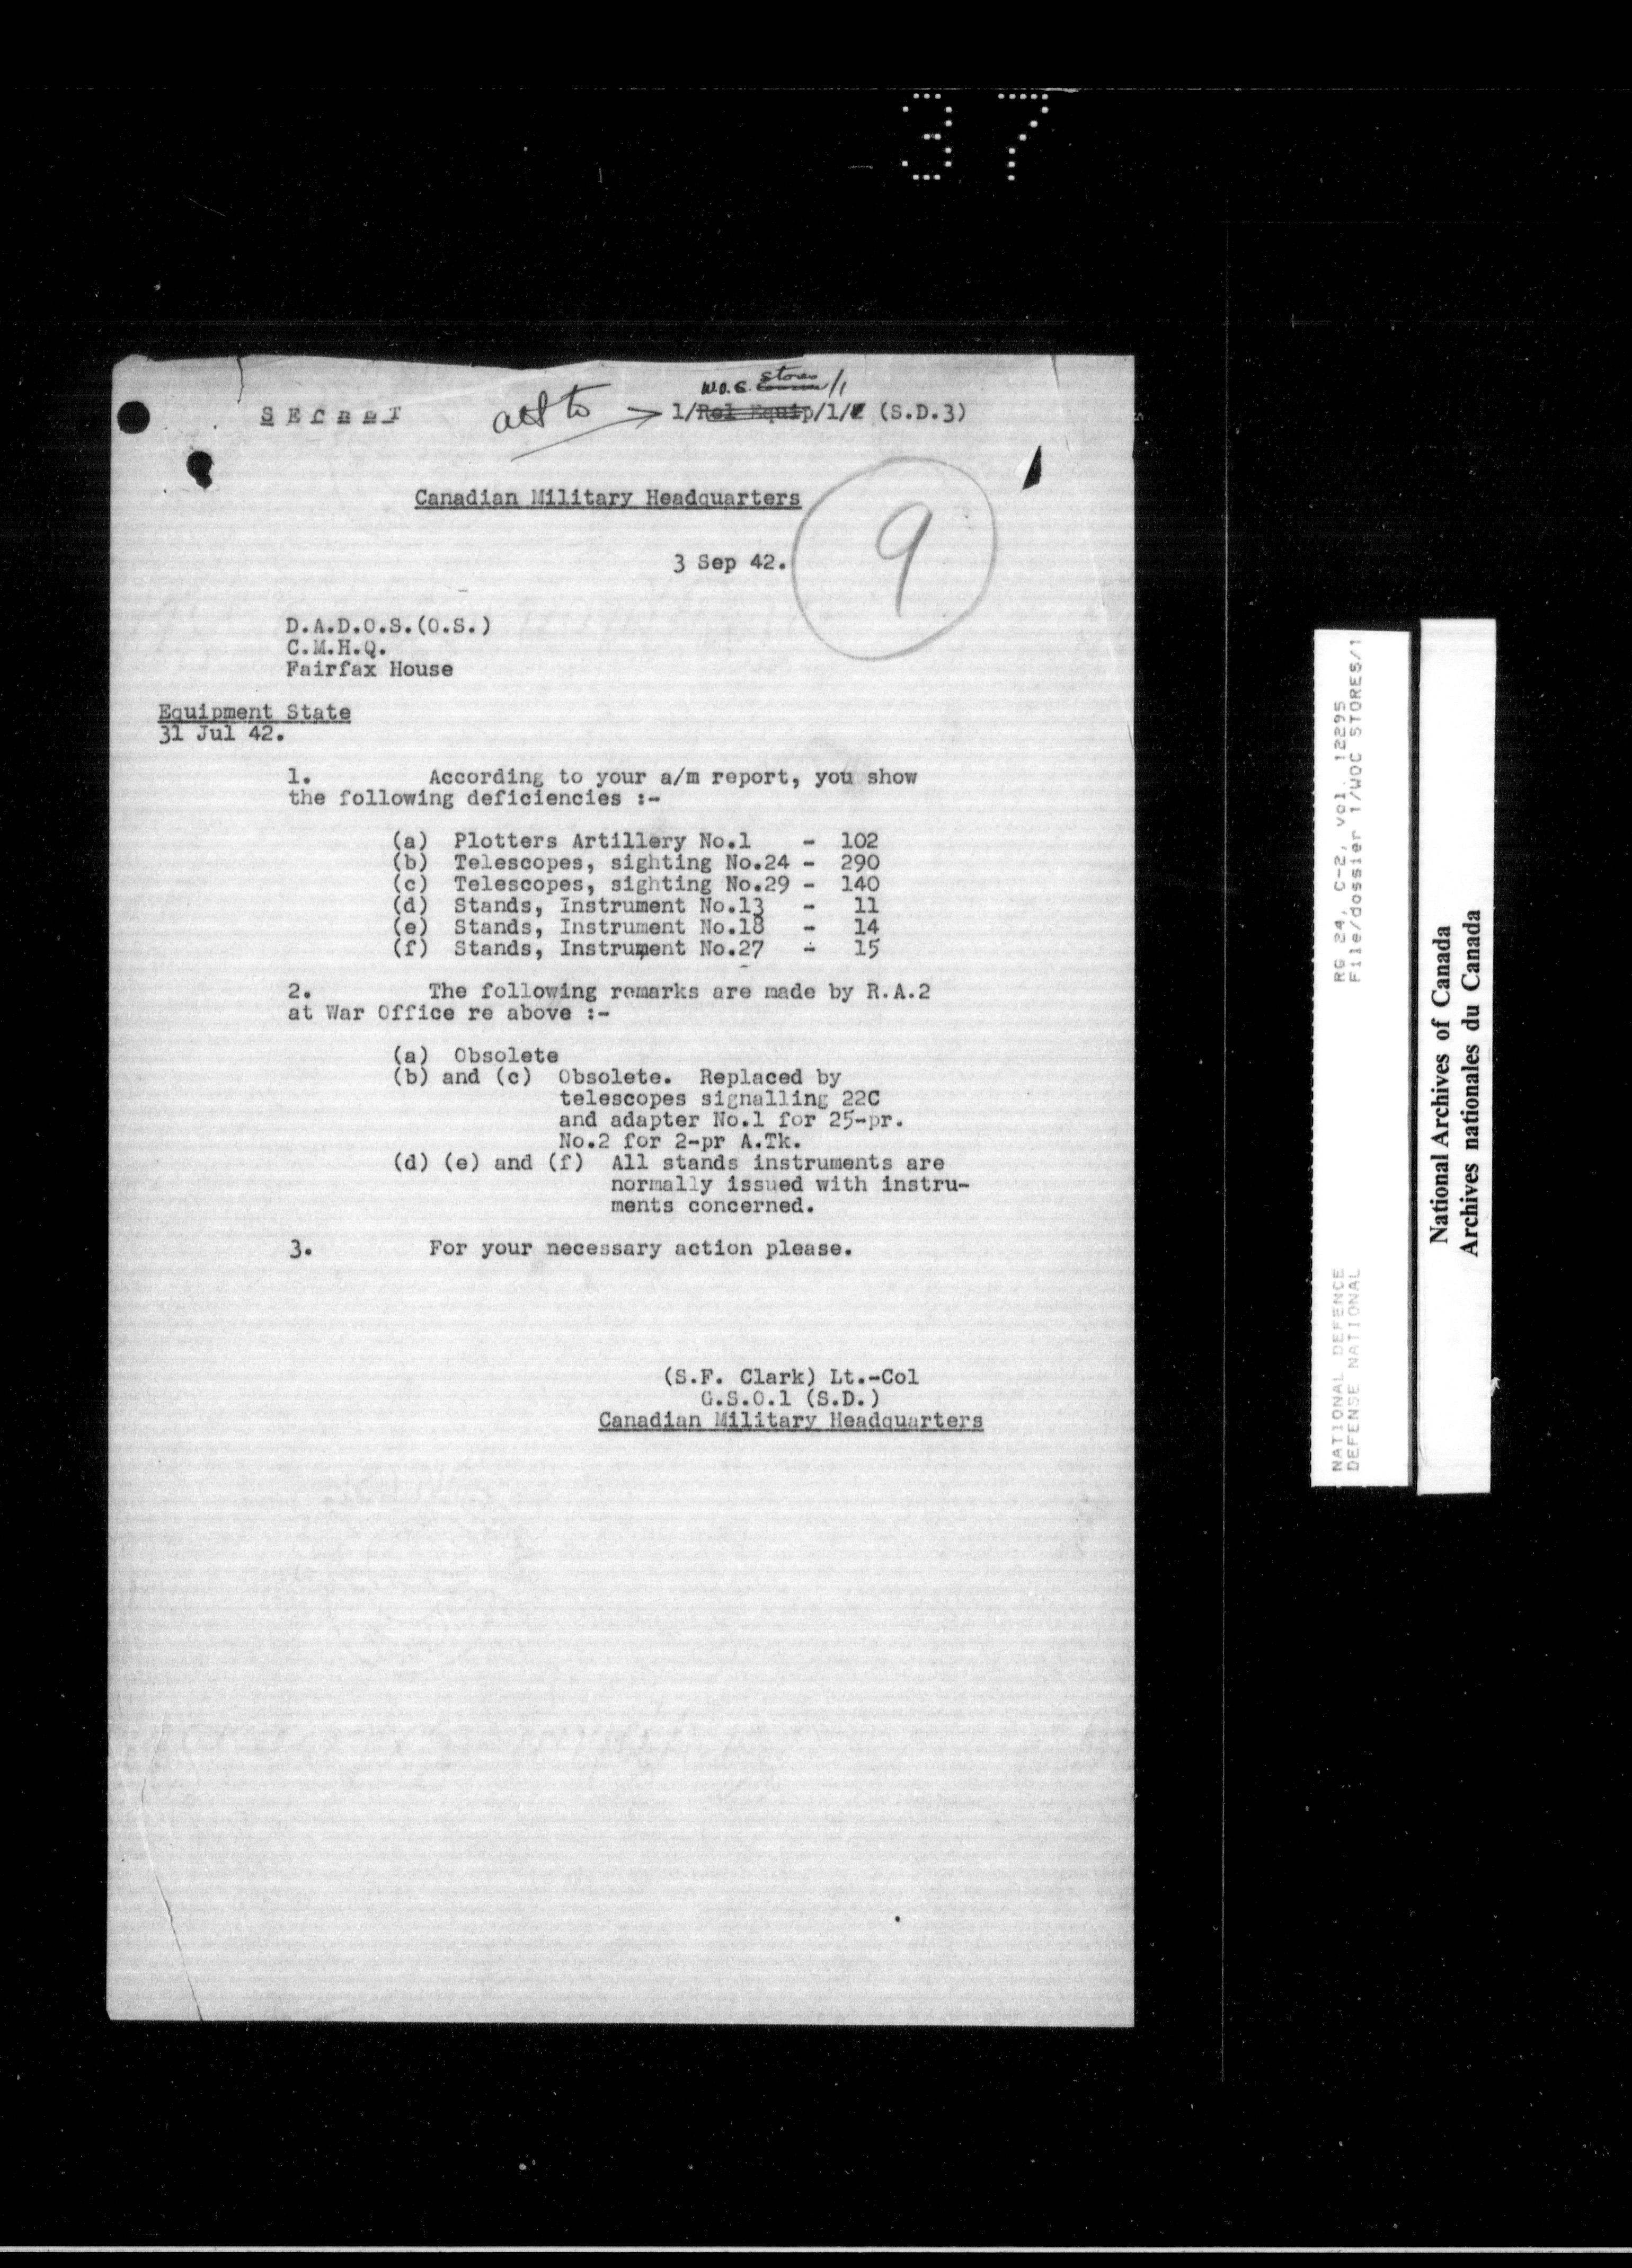 37
SECRET
W.O.C. Stores /1
1/Rel Equip/1/2 (S.D.3)
Canadian Military Headquarters
9
3 Sep 42.
D.A.D.O.S.(O.S.)
C.M.H.Q.
Fairfax House
Equipment State
31 Jul 42.
1. According to your a/m report, you show
the following deficiencies :-
(a) Plotters Artillery No.1 - 102
(b) Telescopes, sighting No.24 - 290
(c) Telescopes, sighting No.29 - 140
(d) Stands, Instrument No.13 - 11
(e) Stands, Instrument No.18 - 14
(f) Stands, Instrument No.27 - 15
2. The following remarks are made by R.A.2
at War Office re above :-
(a) Obsolete
(b) and (c) Obsolete. Replaced by
telescopes signalling 22C
and adapter No.1 for 25-pr.
No.2 for 2-pr A.Tk.
(d) (e) and (f) All stands instruments are
normally issued with instru-
ments concerned.
3. For your necessary action please.
(S.F. Clark) Lt.-Col
G.S.O.1 (S.D.)
Canadian Military Headquarters
NATIONAL DEFENCE RG 24, C-2, vol. 12295
DEFENSE NATIONAL File/dossier 1/WOC STORES/1
National Archives of Canada
Archives nationales du Canada